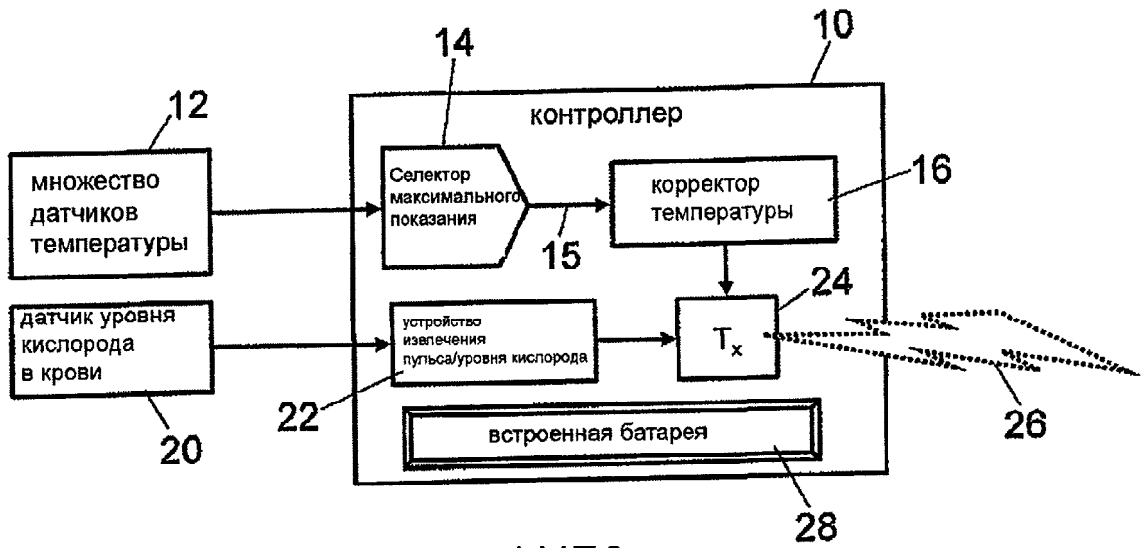 10
контроллер
14
12
множество
датчиков
температуры
Селектор
максимального
показания
15
корректор
температуры
16
датчик уровня
кислорода
в крови
20
устройство
извлечения
пульса/уровня кислорода
22
Tx
24
26
встроенная батарея
28